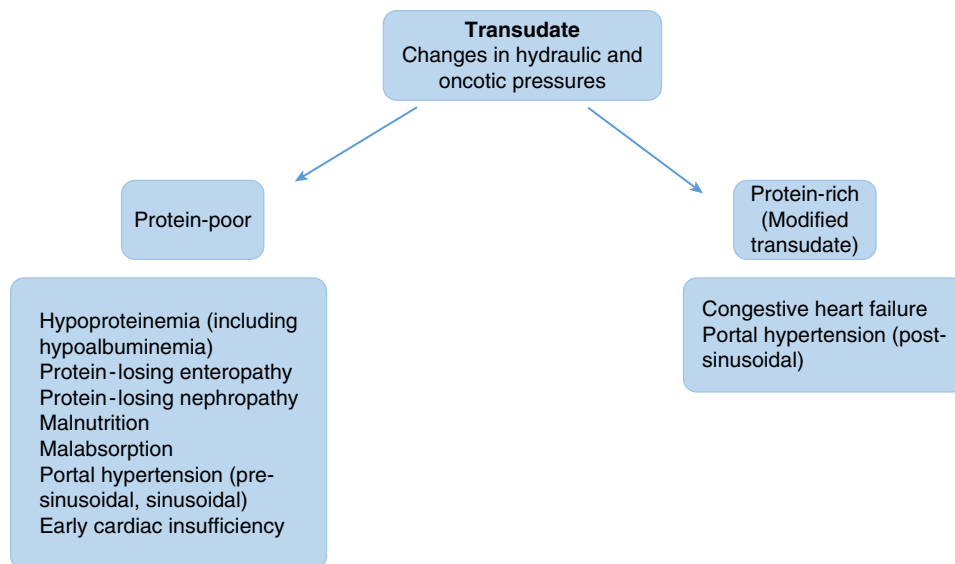 Transudate
Changes in hydraulic and
oncotic pressures
Protein-poor
Protein-rich
(Modified
transudate)
Hypoproteinemia (including
hypoalbuminemia)
Protein-losing enteropathy
Protein-losing nephropathy
Malnutrition
Malabsorption
Portal hypertension (pre-
sinusoidal, sinusoidal)
Early cardiac insufficiency
Congestive heart failure
Portal hypertension (post-
sinusoidal)